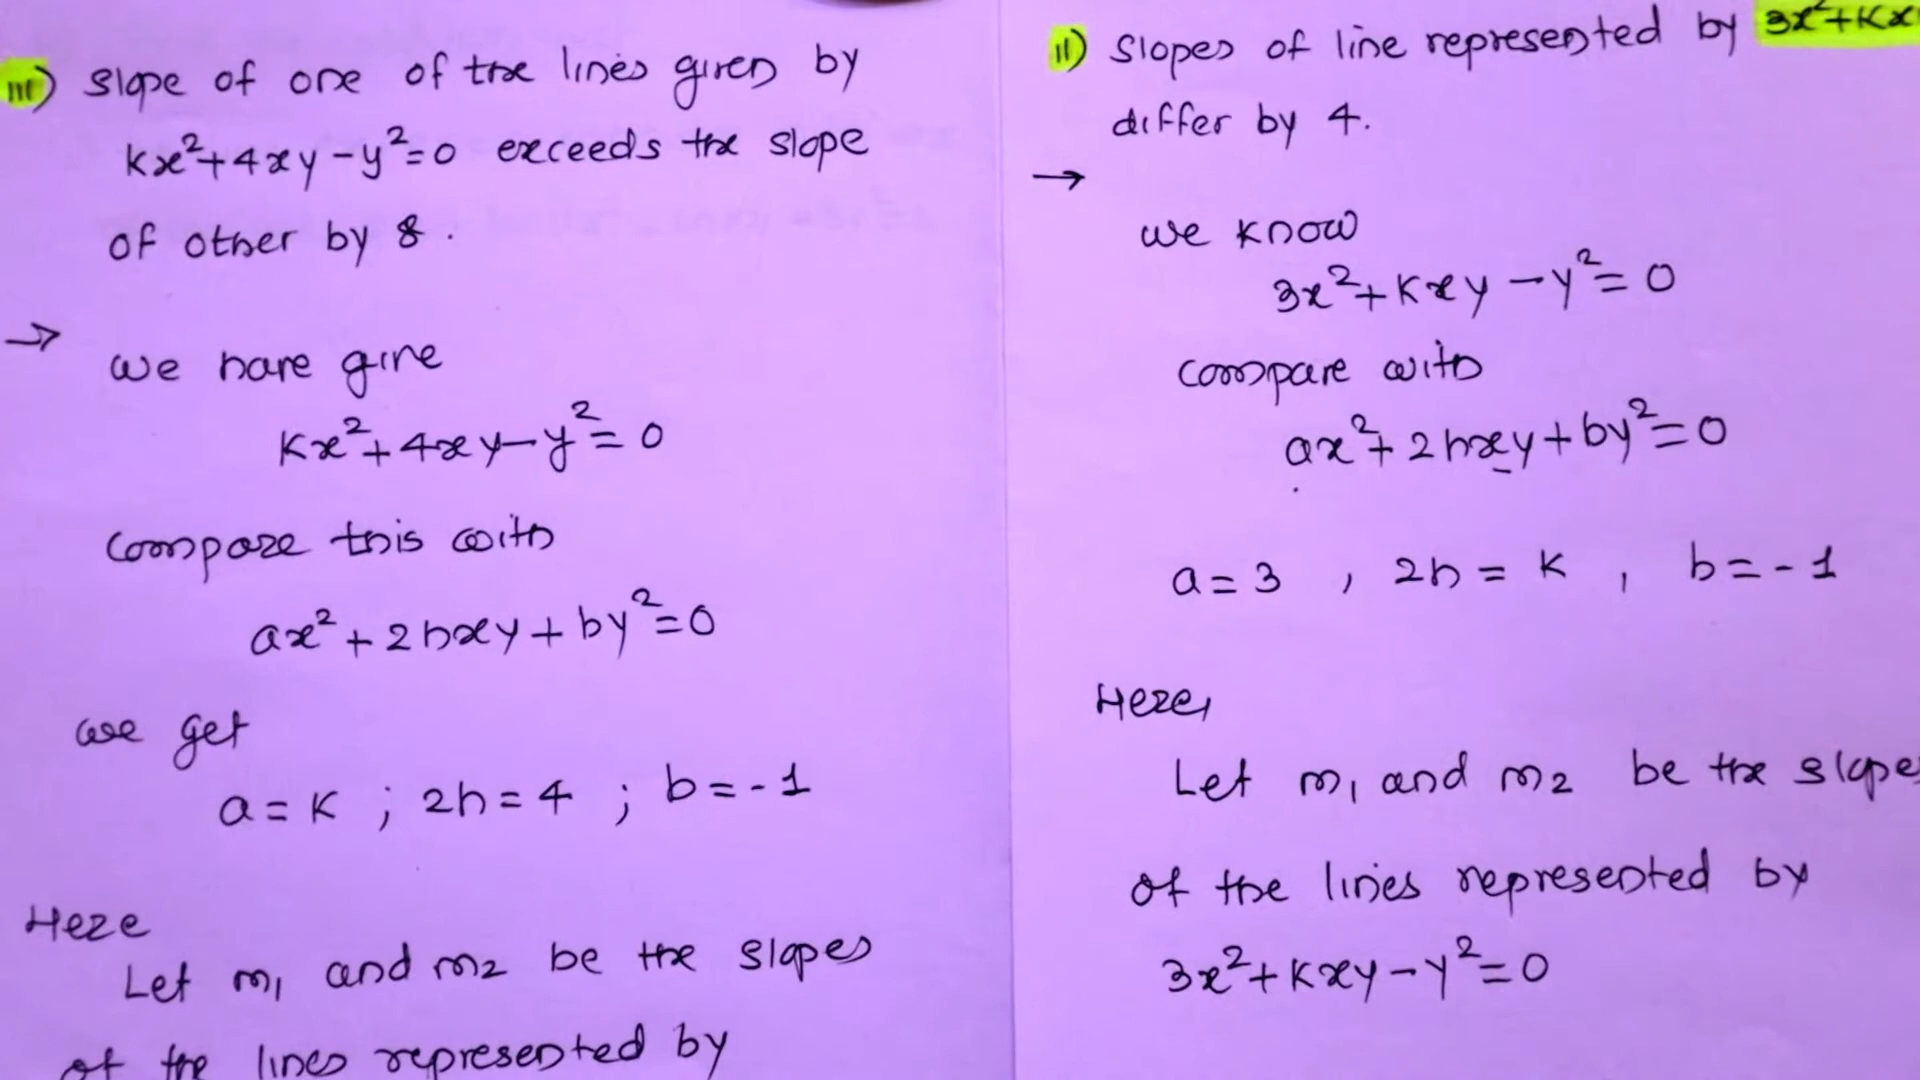 iii) Slope of one of the lines given by
kx²+4xy-y²=0 exceeds the slope
of other by 8.
→
we have give
kx²+4xy-y²=0
compare this with
ax²+2hxy+by²=0
we get
a=k ; 2h=4 ; b=-1
Here
Let m₁ and m₂ be the slopes
of the lines represented by
ii) Slopes of line represented by 3x²+kx
differ by 4.
→
we know
3x²+kxy-y²=0
compare with
ax²+2hxy+by²=0
a=3 , 2h=k , b=-1
Here,
Let m₁ and m₂ be the slopes
of the lines represented by
3x²+kxy-y²=0